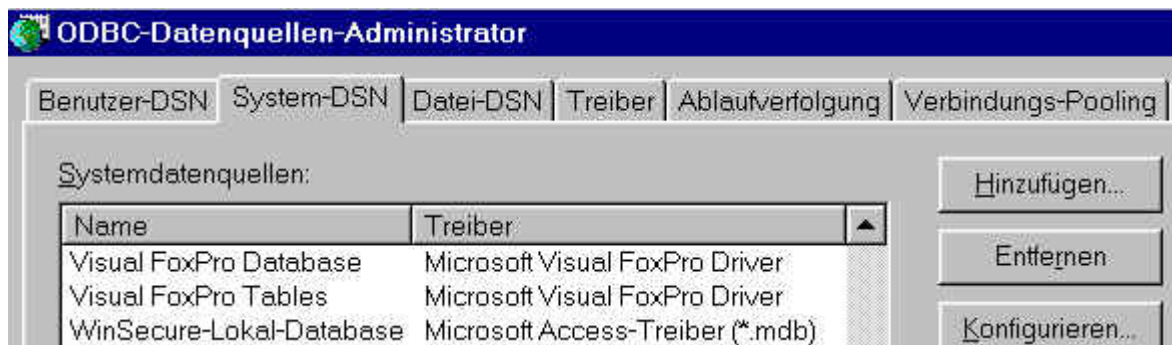 ODBC-Datenquellen-Administrator
Benutzer-DSN System-DSN Datei-DSN Treiber Ablaufverfolgung Verbindungs-Pooling
Systemdatenquellen:
Hinzufügen...
Name Treiber
Visual FoxPro Database Microsoft Visual FoxPro Driver
Entfernen
Visual FoxPro Tables Microsoft Visual FoxPro Driver
WinSecure-Lokal-Database Microsoft Access-Treiber (*.mdb)
Konfigurieren...